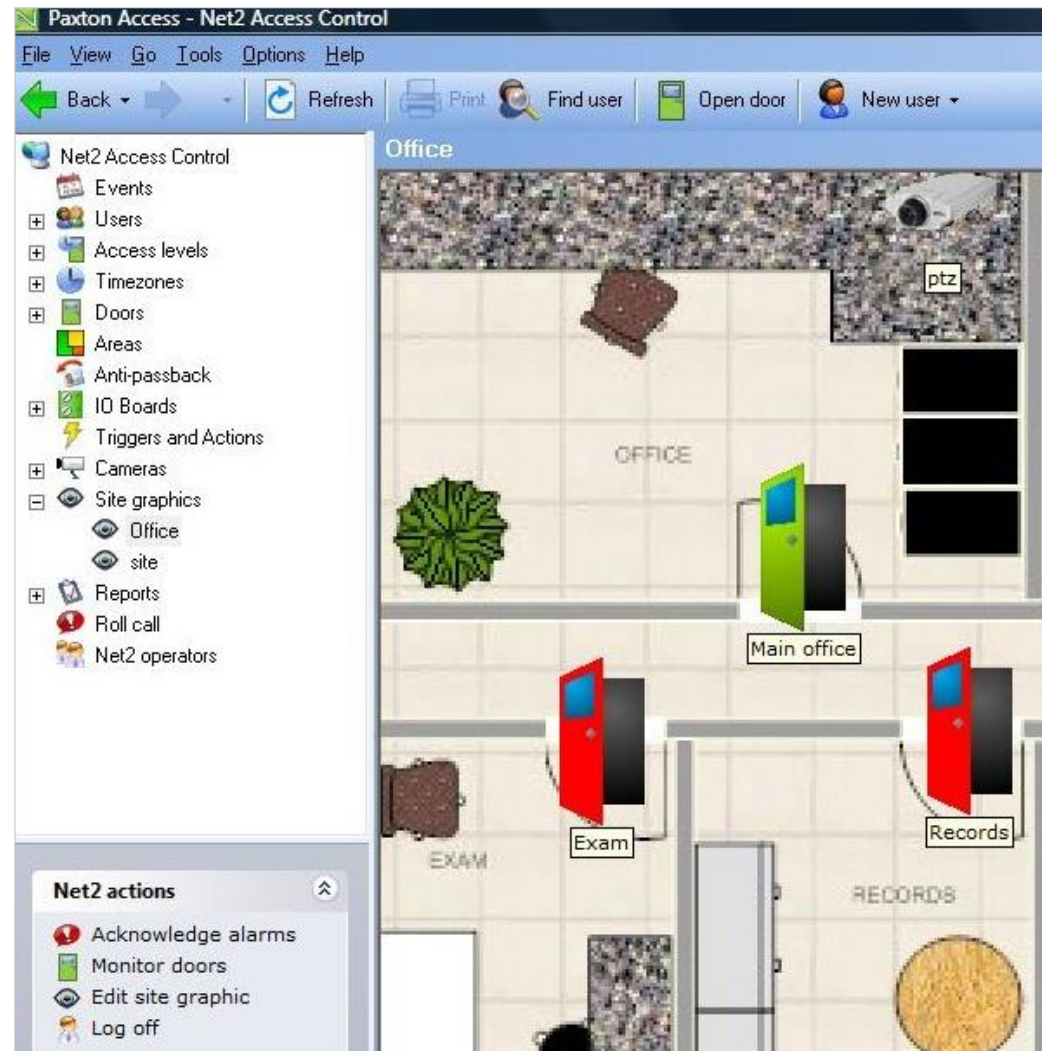 Paxton Access - Net2 Access Control
File View Go Tools Options Help
Back Refresh Print Find user Open door New user
Net2 Access Control
Events
Users
Access levels
Timezones
Doors
Areas
Anti-passback
IO Boards
Triggers and Actions
Cameras
Site graphics
Office
site
Reports
Roll call
Net2 operators
Net2 actions
Acknowledge alarms
Monitor doors
Edit site graphic
Log off
Office
ptz
OFFICE
Main office
Exam
Records
EXAM
RECORDS